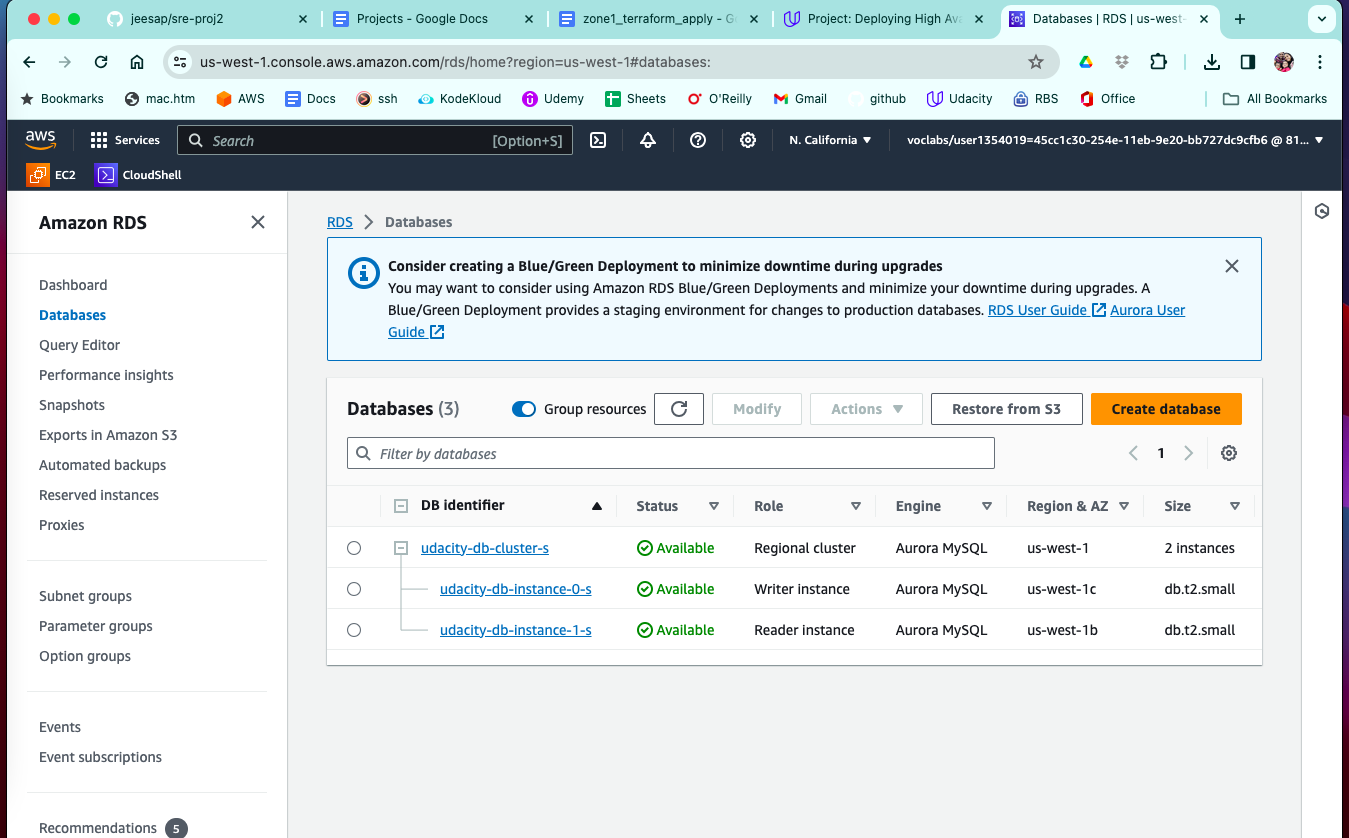 jeesap/sre-proj2
Projects - Google Docs
zone1_terraform_apply - G
Project: Deploying High Ava
Databases | RDS | us-west-
us-west-1.console.aws.amazon.com/rds/home?region=us-west-1#databases:
Bookmarks mac.htm AWS Docs ssh KodeKloud Udemy Sheets O'Reilly Gmail github Udacity RBS Office All Bookmarks
aws Services Search [Option+S] N. California voclabs/user1354019=45cc1c30-254e-11eb-9e20-bb727dc9cfb6 @ 81...
EC2 CloudShell
Amazon RDS
Dashboard
Databases
Query Editor
Performance insights
Snapshots
Exports in Amazon S3
Automated backups
Reserved instances
Proxies
Subnet groups
Parameter groups
Option groups
Events
Event subscriptions
Recommendations 5
RDS > Databases
Consider creating a Blue/Green Deployment to minimize downtime during upgrades
You may want to consider using Amazon RDS Blue/Green Deployments and minimize your downtime during upgrades. A
Blue/Green Deployment provides a staging environment for changes to production databases. RDS User Guide Aurora User
Guide
Databases (3) Group resources Modify Actions Restore from S3 Create database
Filter by databases 1
DB identifier Status Role Engine Region & AZ Size
udacity-db-cluster-s Available Regional cluster Aurora MySQL us-west-1 2 instances
udacity-db-instance-0-s Available Writer instance Aurora MySQL us-west-1c db.t2.small
udacity-db-instance-1-s Available Reader instance Aurora MySQL us-west-1b db.t2.small